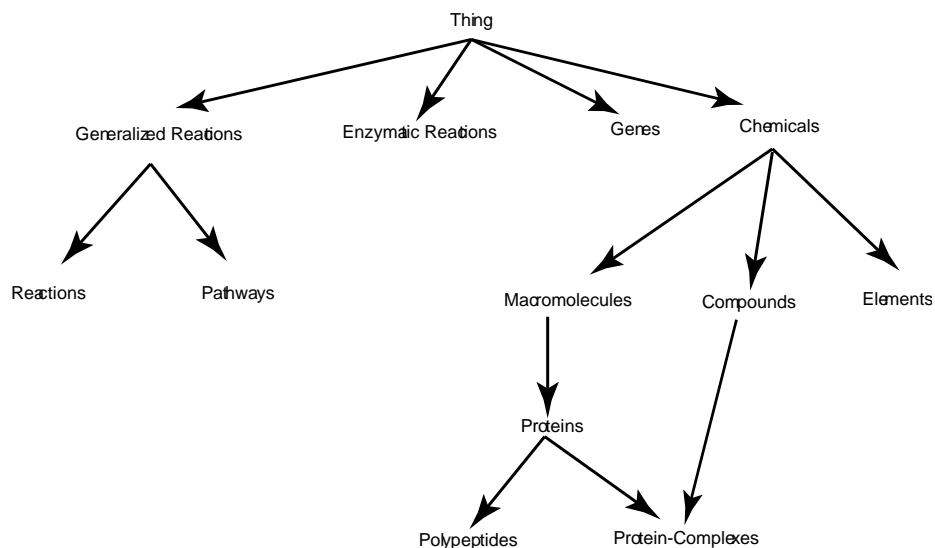 Thing
Generalized Reactions
Enzymatic Reactions
Genes
Chemicals
Reactions
Pathways
Macromolecules
Compounds
Elements
Proteins
Polypeptides
Protein-Complexes